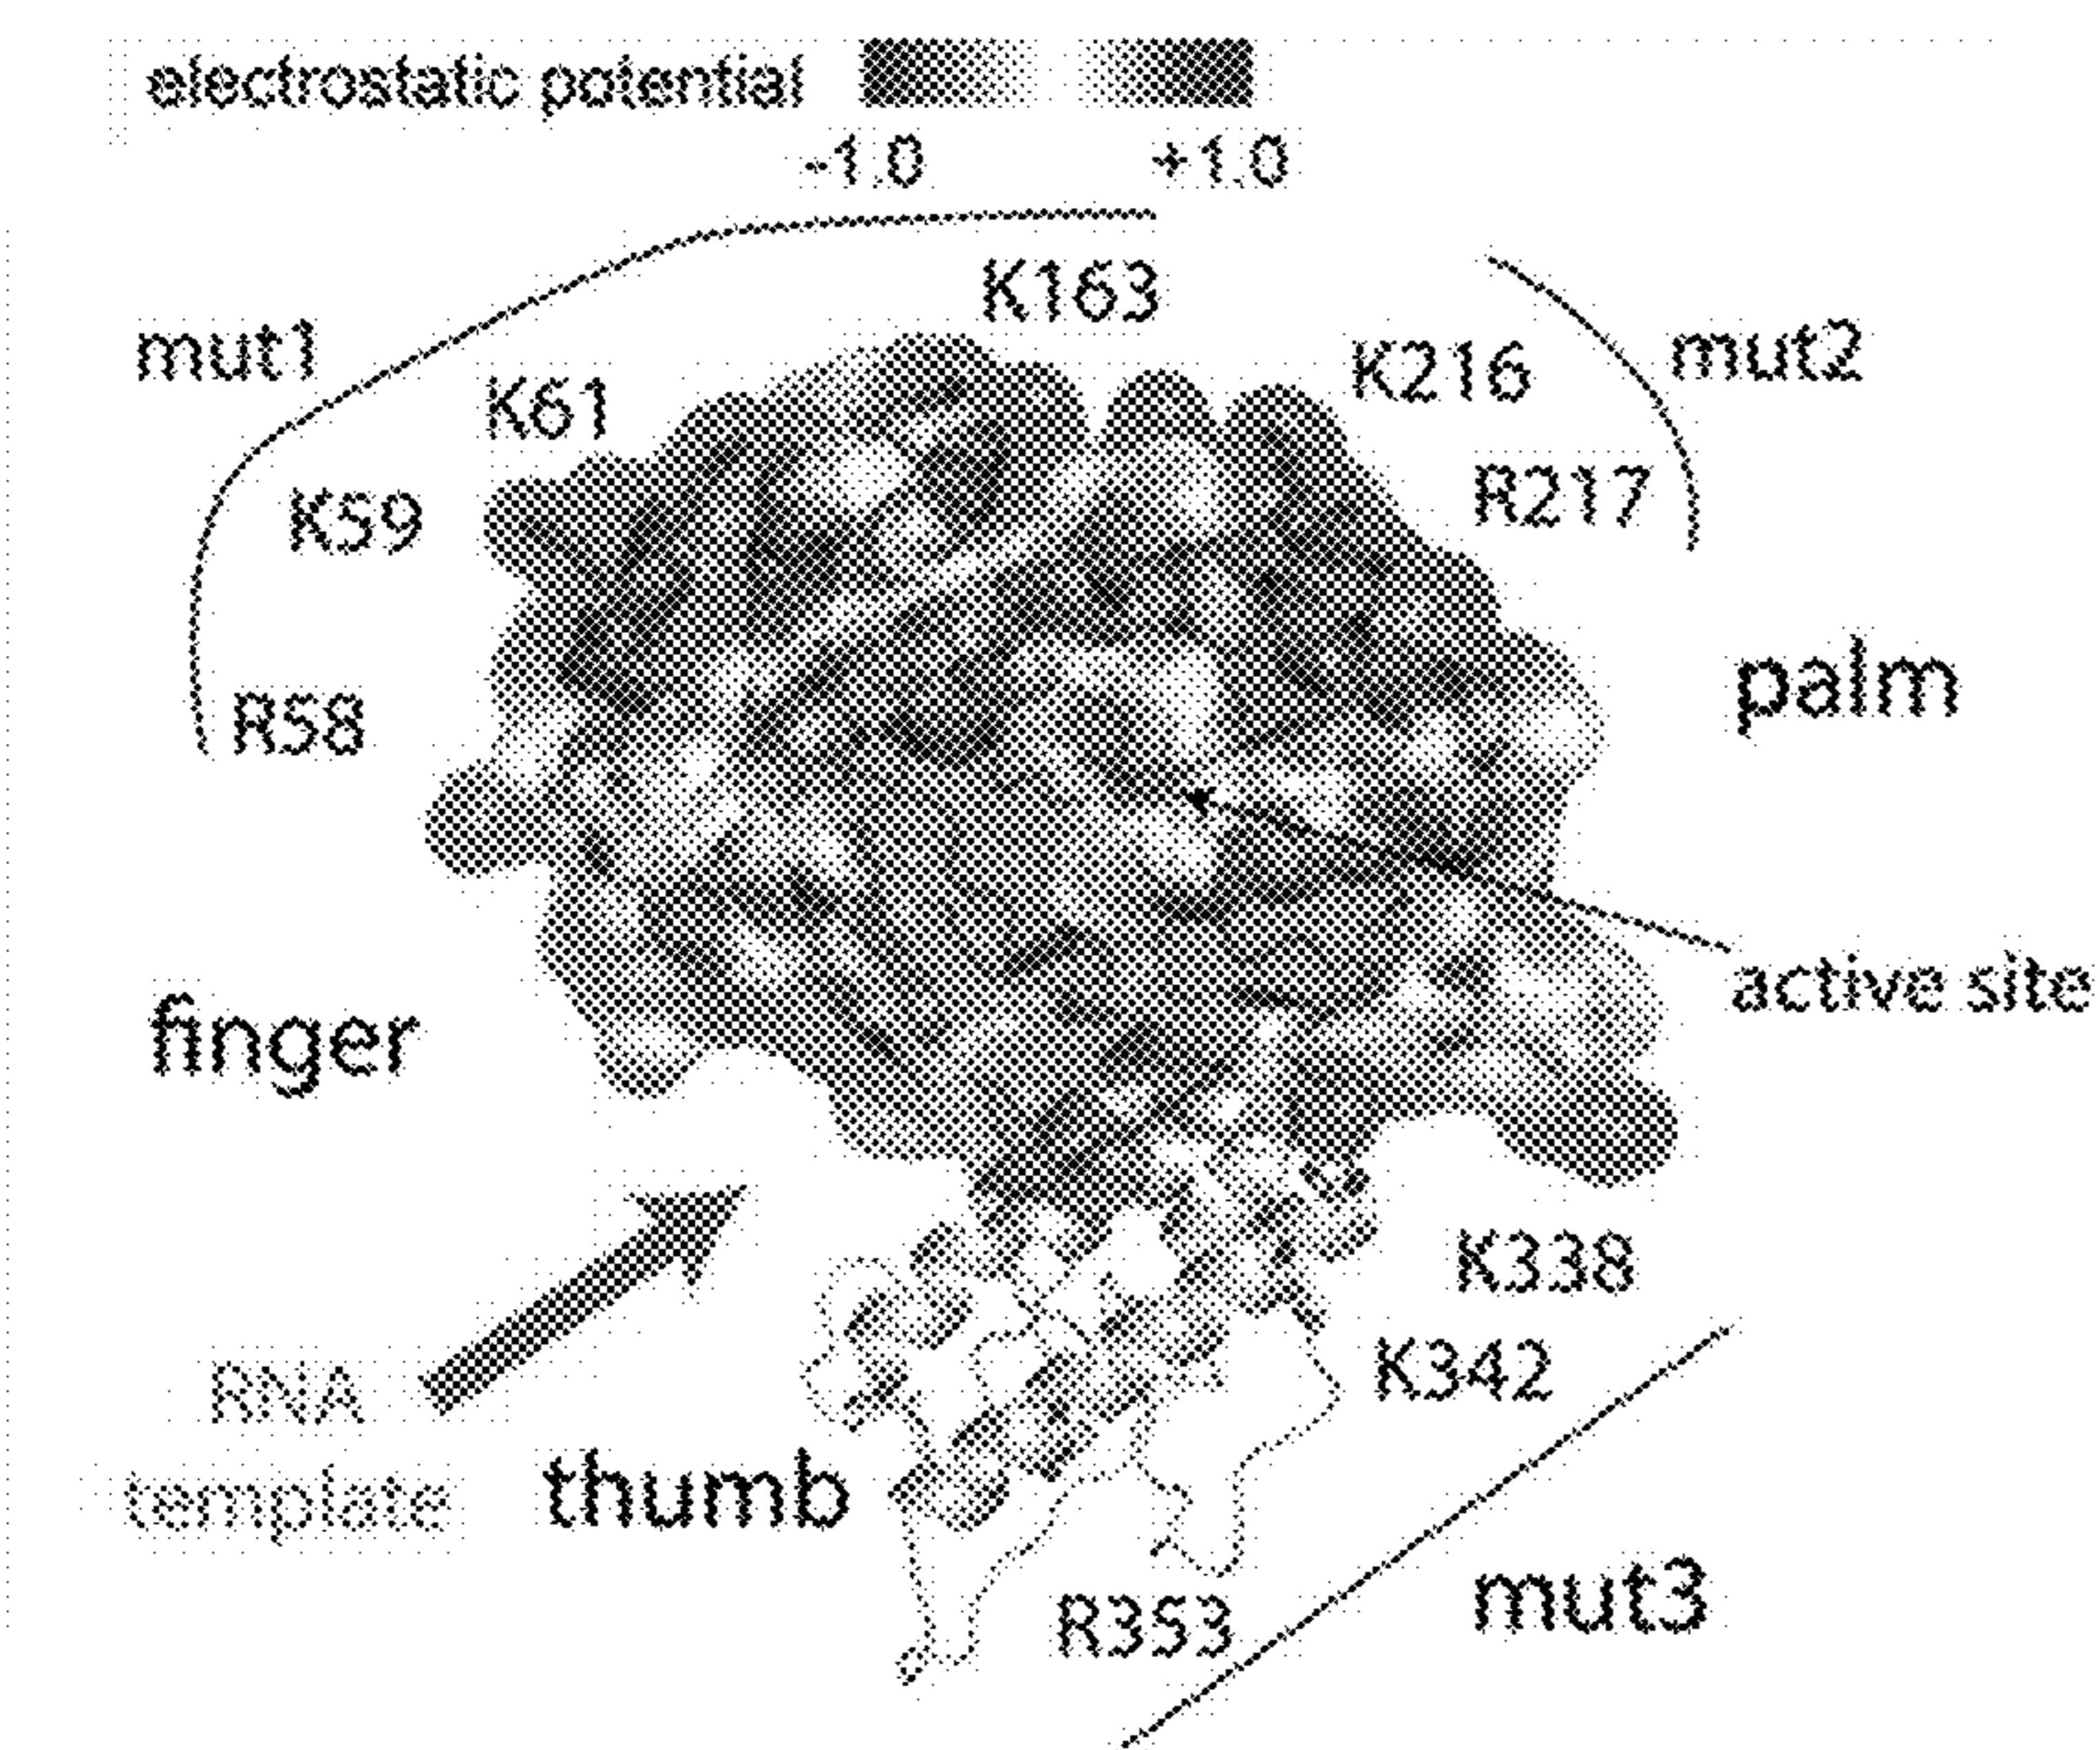 electrostatic potential
-1.0 +1.0
K163
mut1
K216
mut2
K61
R217
K59
palm
R58
active site
finger
K338
K342
RNA
template
thumb
R353
mut3